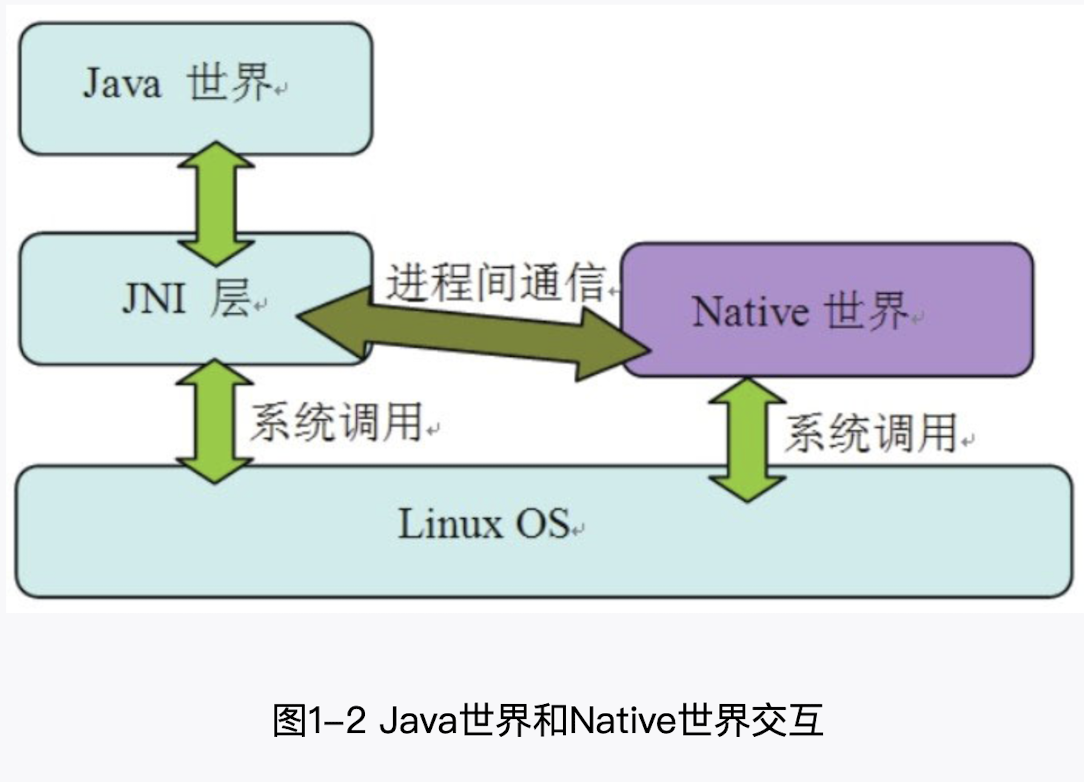 Java 世界
JNI 层
进程间通信
Native 世界
系统调用
系统调用
Linux OS
图1-2 Java世界和Native世界交互